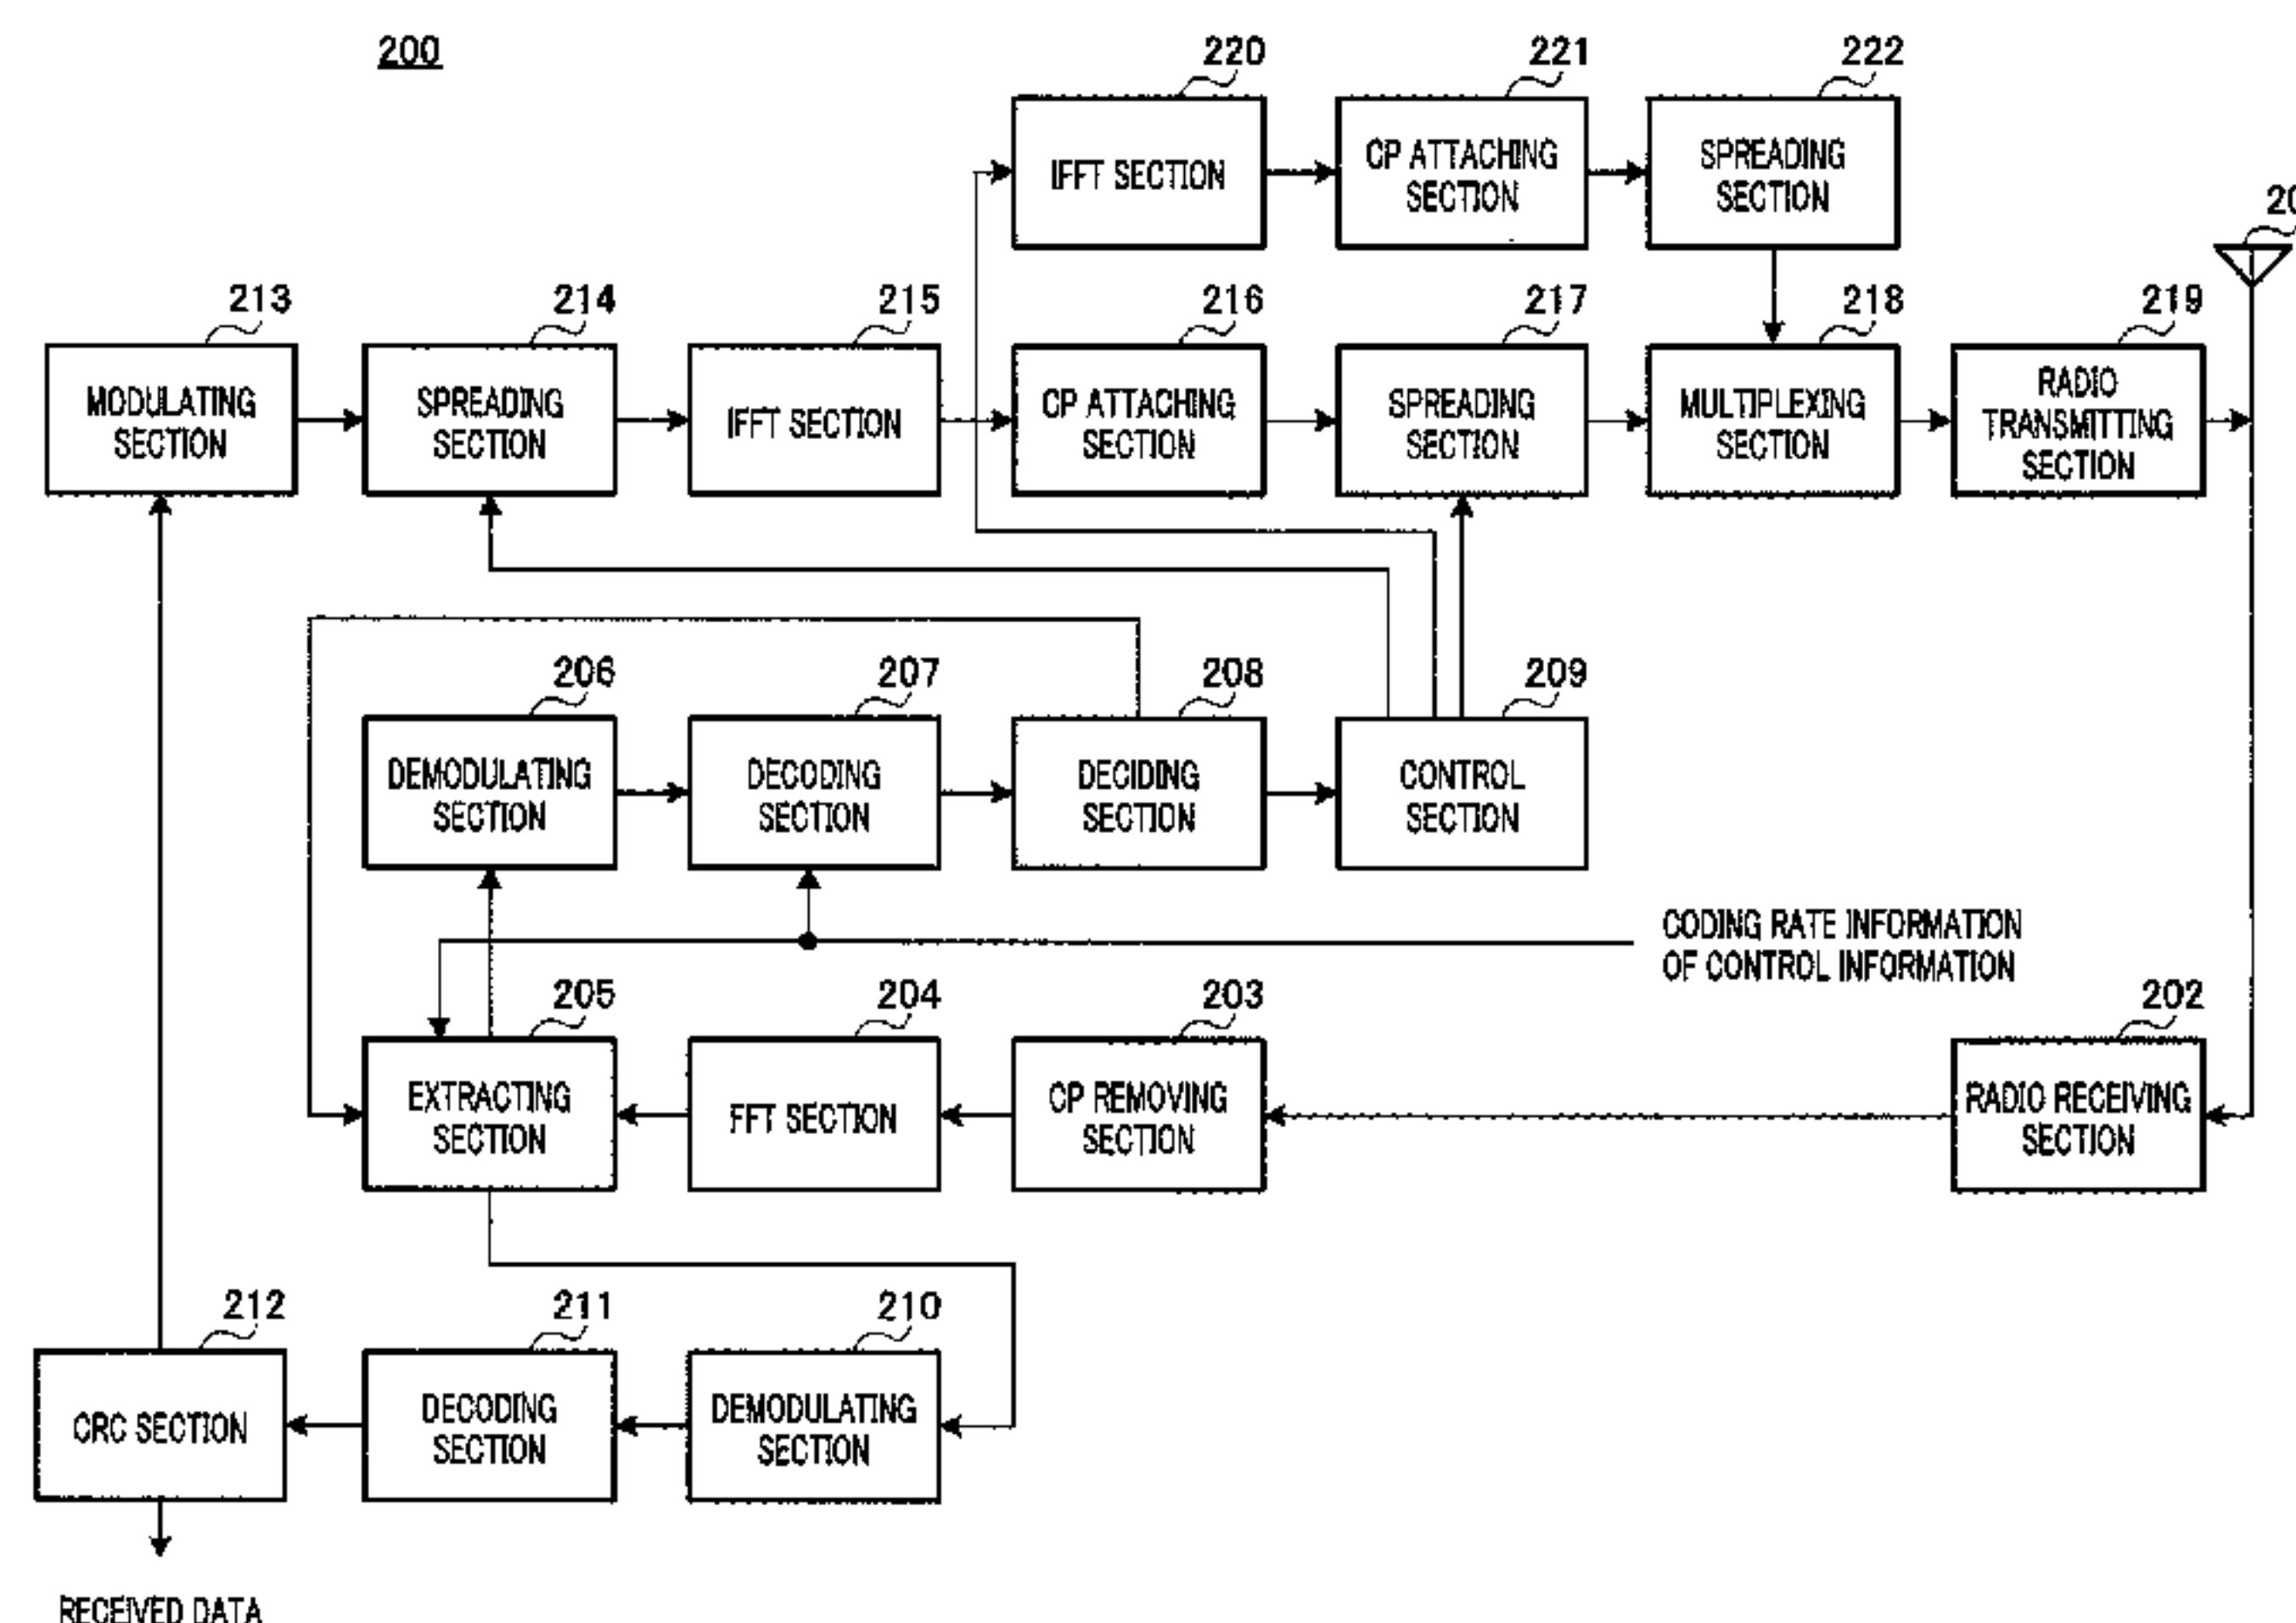 200
220
221
222
IFFT SECTION
CP ATTACHING
SECTION
SPREADING
SECTION
213
214
215
216
217
218
219
MODULATING
SECTION
SPREADING
SECTION
IFFT SECTION
CP ATTACHING
SECTION
SPREADING
SECTION
MULTIPLEXING
SECTION
RADIO
TRANSMITTING
SECTION
206
207
208
209
DEMODULATING
SECTION
DECODING
SECTION
DECIDING
SECTION
CONTROL
SECTION
CODING RATE INFORMATION
OF CONTROL INFORMATION
205
204
203
202
EXTRACTING
SECTION
FFT SECTION
CP REMOVING
SECTION
RADIO RECEIVING
SECTION
212
211
210
CRC SECTION
DECODING
SECTION
DEMODULATING
SECTION
RECEIVED DATA